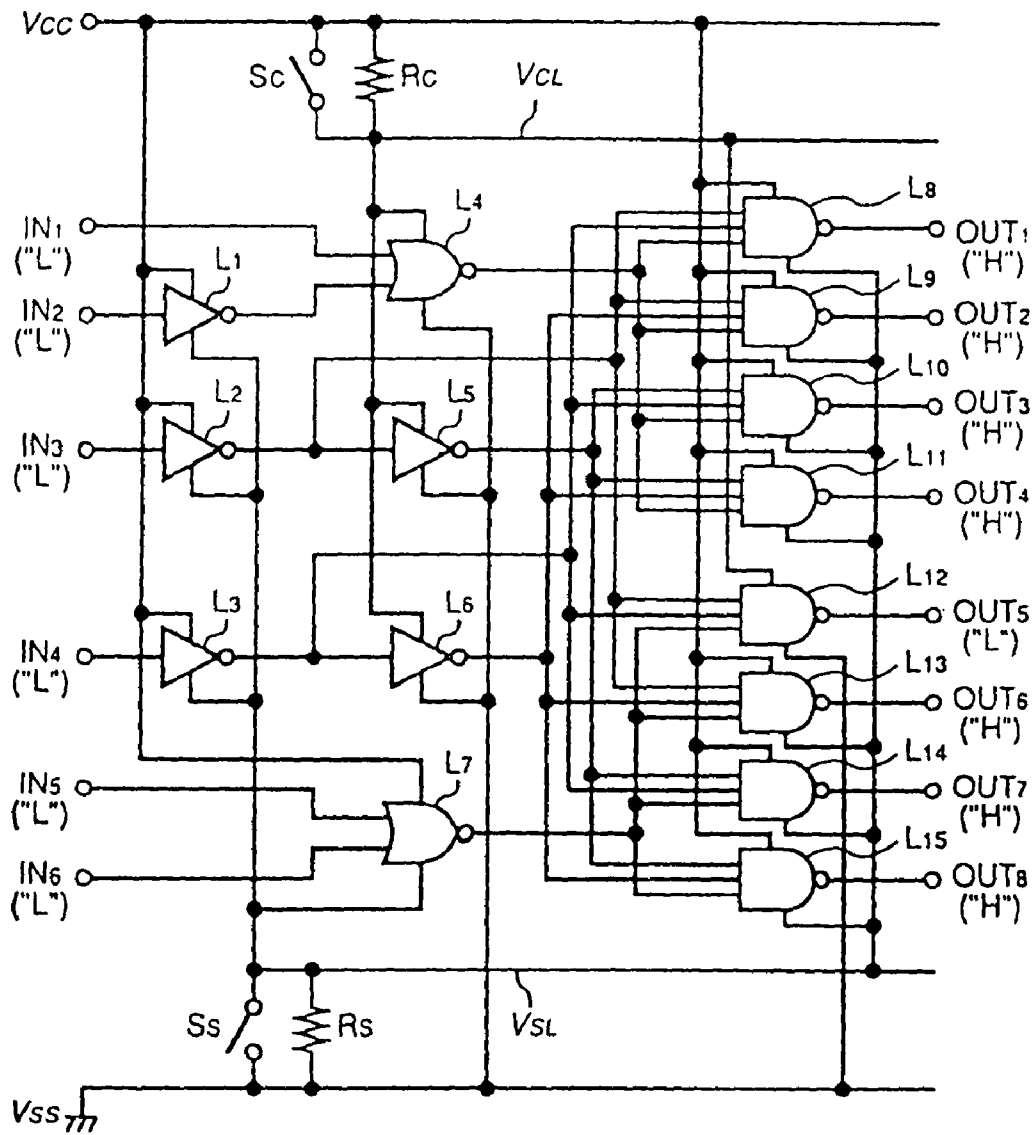 VCC
SC
RC
VCL
IN1
("L")
L4
L8
OUT1
("H")
L1
IN2
("L")
L9
OUT2
("H")
L2
L5
L10
IN3
("L")
OUT3
("H")
L11
OUT4
("H")
L3
L6
L12
IN4
("L")
OUT5
("L")
L13
OUT6
("H")
L7
L14
IN5
("L")
OUT7
("H")
L15
IN6
("L")
OUT8
("H")
SS
RS
VSL
VSS